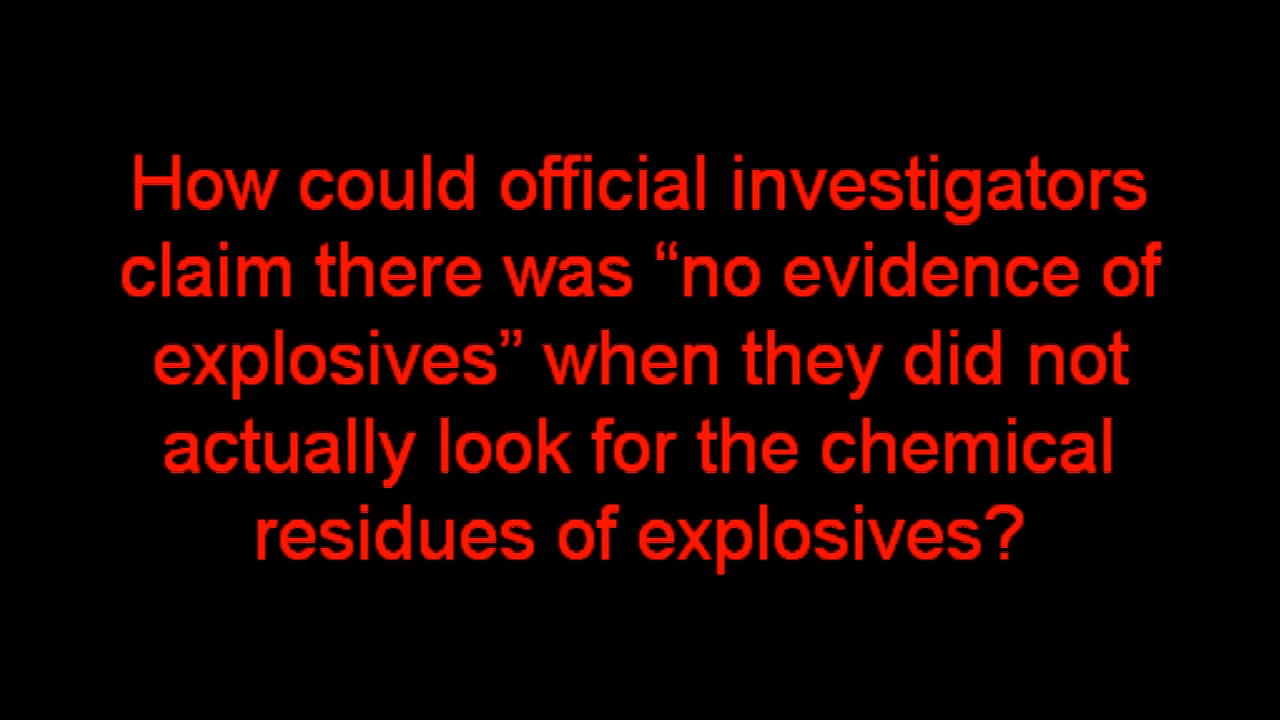 How could official investigators
claim there was “no evidence of
explosives” when they did not
actually look for the chemical
residues of explosives?